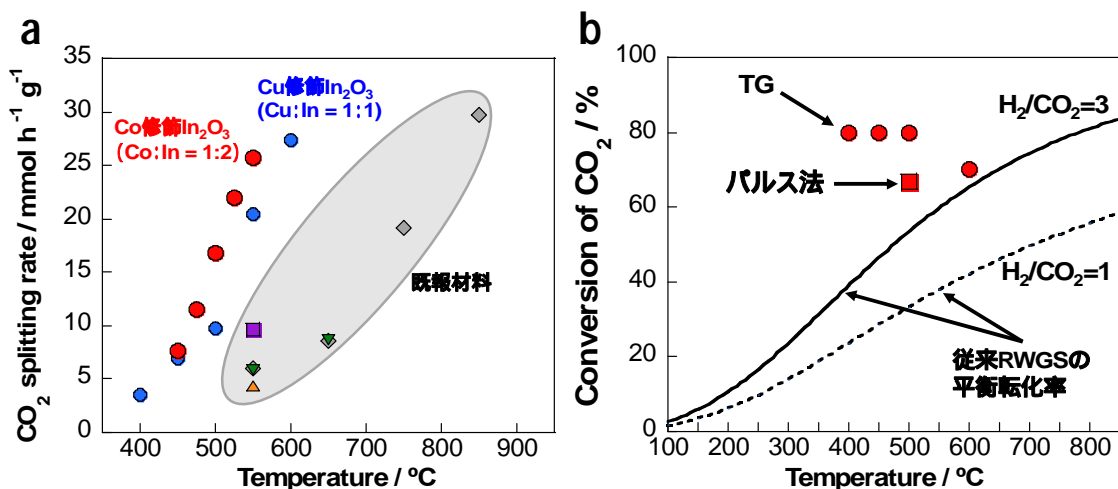 a
CO₂ splitting rate / mmol h⁻¹ g⁻¹
35
30
25
20
15
10
5
0
Cu修飾In₂O₃
(Cu:In = 1:1)
Co修飾In₂O₃
(Co:In = 1:2)
既報材料
400 500 600 700 800 900
Temperature / ºC
b
Conversion of CO₂ / %
100
80
60
40
20
0
TG
H₂/CO₂=3
パルス法
H₂/CO₂=1
従来RWGSの
平衡転化率
100 200 300 400 500 600 700 800
Temperature / ºC